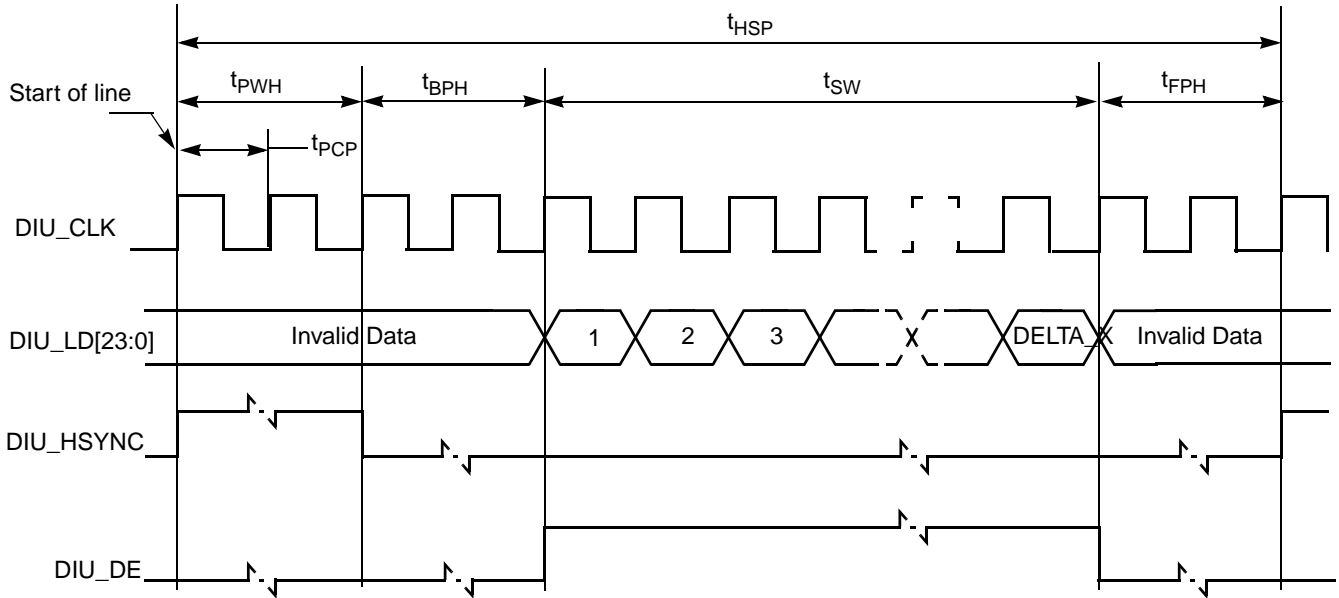 tHSP
tPWH tBPH tSW tFPH
Start of line
tPCP
DIU_CLK
DIU_LD[23:0] Invalid Data 1 2 3 DELTA_X Invalid Data
DIU_HSYNC
DIU_DE